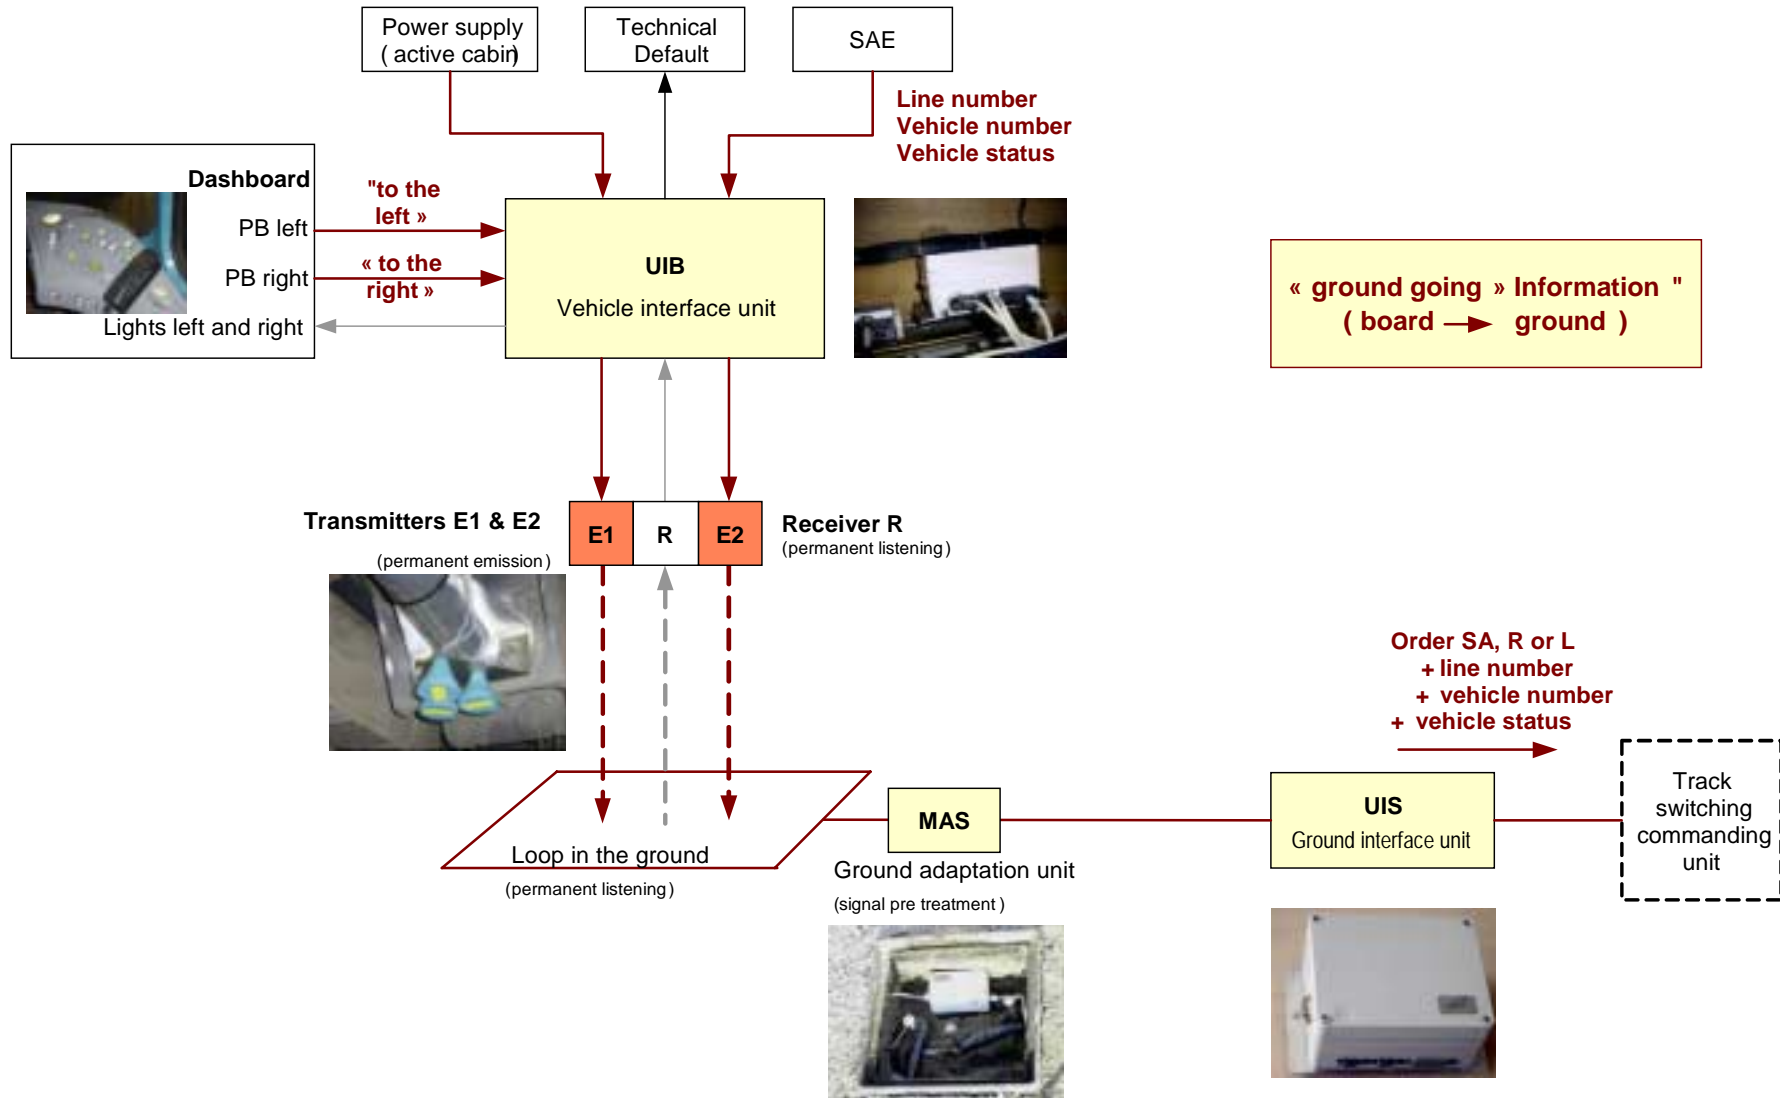 Power supply
( active cabin)
Technical
Default
SAE
Line number
Vehicle number
Vehicle status
Dashboard
PB left
PB right
Lights left and right
"to the
left »
« to the
right »
UIB
Vehicle interface unit
« ground going » Information "
( board ground )
Transmitters E1 & E2
(permanent emission)
E1
R
E2
Receiver R
(permanent listening)
Order SA, R or L
+ line number
+ vehicle number
+ vehicle status
Loop in the ground
(permanent listening)
MAS
Ground adaptation unit
(signal pre treatment )
UIS
Ground interface unit
Track
switching
commanding
unit